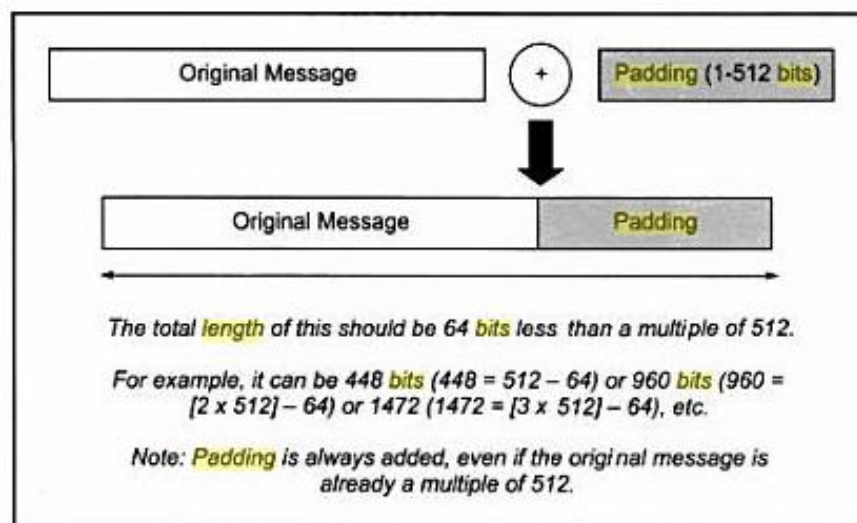 Original Message
+
Padding (1-512 bits)
Original Message
Padding
The total length of this should be 64 bits less than a multiple of 512.
For example, it can be 448 bits (448 = 512 – 64) or 960 bits (960 =
[2 x 512] – 64) or 1472 (1472 = [3 x 512] – 64), etc.
Note: Padding is always added, even if the original message is
already a multiple of 512.